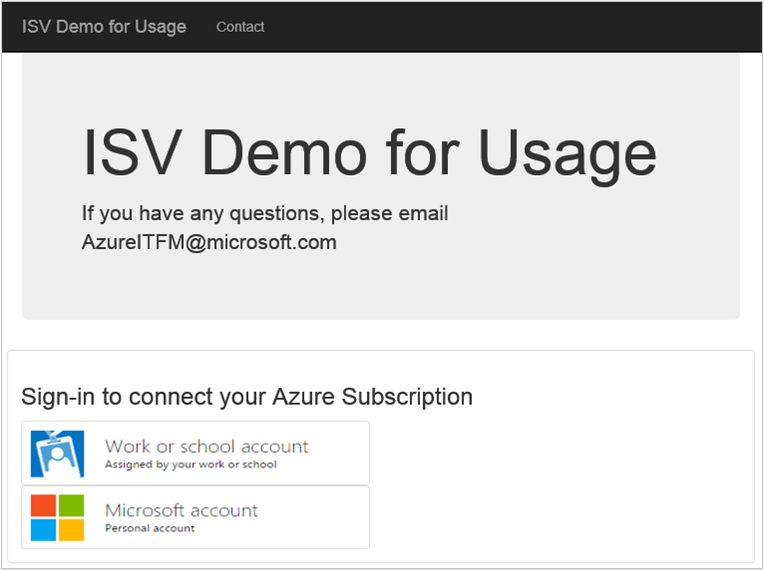 ISV Demo for Usage Contact
ISV Demo for Usage
If you have any questions, please email
AzureITFM@microsoft.com
Sign-in to connect your Azure Subscription
Work or school account
Assigned by your work or school
Microsoft account
Personal account